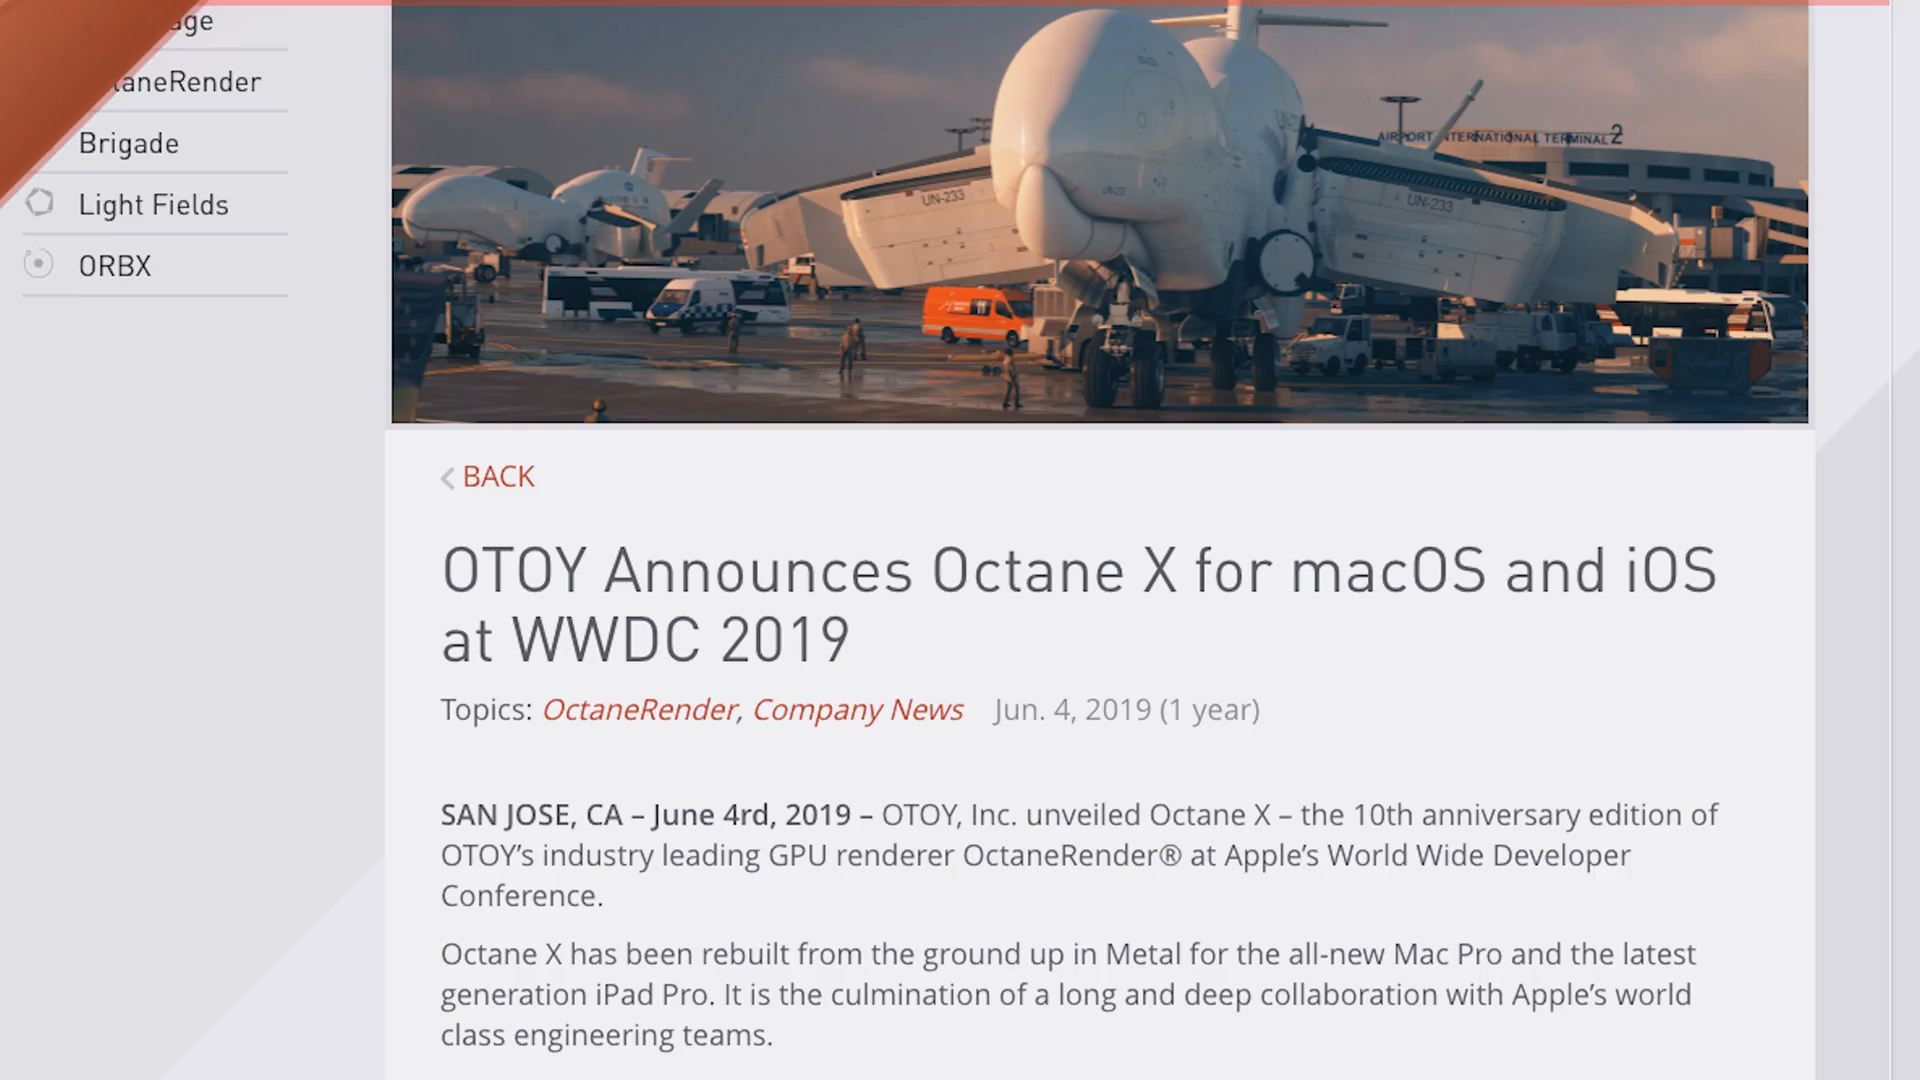 AIRPORT INTERNATIONAL TERMINAL 2
UN-233
UN-233
Brigade
Light Fields
ORBX
BACK
OTOY Announces Octane X for macOS and iOS
at WWDC 2019
Topics: OctaneRender, Company News Jun. 4, 2019 (1 year)
SAN JOSE, CA – June 4rd, 2019 – OTOY, Inc. unveiled Octane X – the 10th anniversary edition of
OTOY’s industry leading GPU renderer OctaneRender® at Apple’s World Wide Developer
Conference.
Octane X has been rebuilt from the ground up in Metal for the all-new Mac Pro and the latest
generation iPad Pro. It is the culmination of a long and deep collaboration with Apple’s world
class engineering teams.